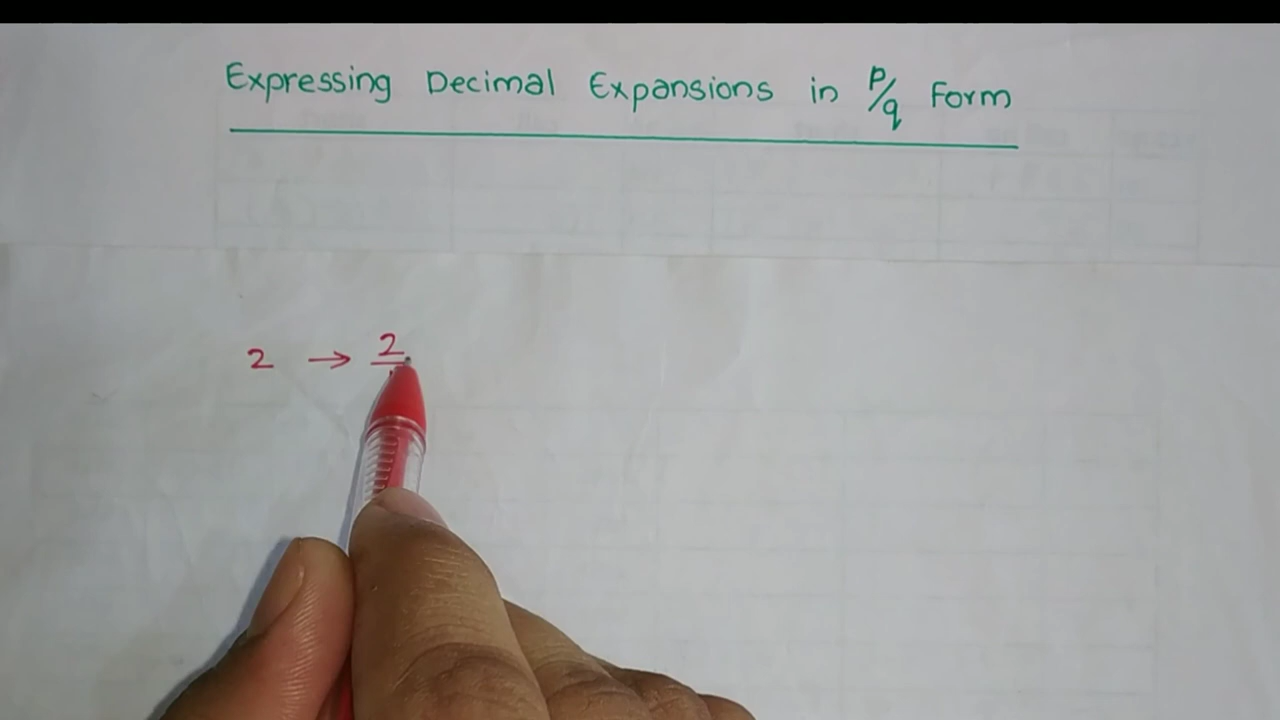 Expressing Decimal Expansions in P/q Form
2 → 2